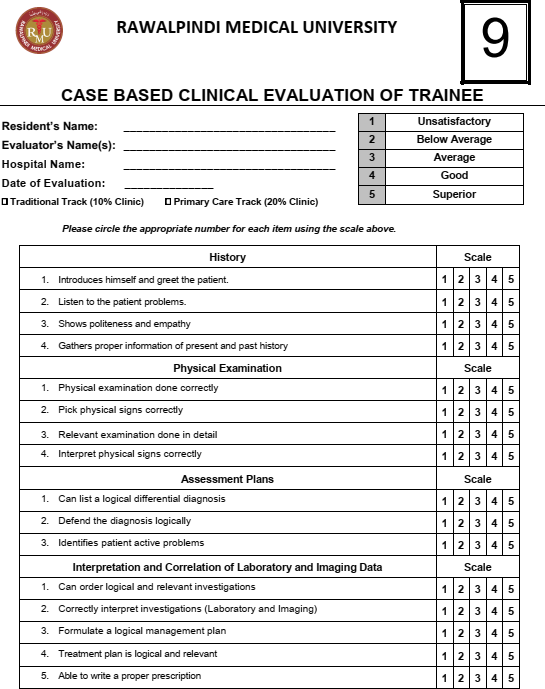 RMU
RAWALPINDI MEDICAL UNIVERSITY
9
CASE BASED CLINICAL EVALUATION OF TRAINEE
Resident's Name: ___________________________________
Evaluator's Name(s): ___________________________________
Hospital Name: ___________________________________
Date of Evaluation: _______________
Traditional Track (10% Clinic) Primary Care Track (20% Clinic)
1 Unsatisfactory
2 Below Average
3 Average
4 Good
5 Superior
Please circle the appropriate number for each item using the scale above.
History Scale
1. Introduces himself and greet the patient. 1 2 3 4 5
2. Listen to the patient problems. 1 2 3 4 5
3. Shows politeness and empathy 1 2 3 4 5
4. Gathers proper information of present and past history 1 2 3 4 5
Physical Examination Scale
1. Physical examination done correctly 1 2 3 4 5
2. Pick physical signs correctly 1 2 3 4 5
3. Relevant examination done in detail 1 2 3 4 5
4. Interpret physical signs correctly 1 2 3 4 5
Assessment Plans Scale
1. Can list a logical differential diagnosis 1 2 3 4 5
2. Defend the diagnosis logically 1 2 3 4 5
3. Identifies patient active problems 1 2 3 4 5
Interpretation and Correlation of Laboratory and Imaging Data Scale
1. Can order logical and relevant investigations 1 2 3 4 5
2. Correctly interpret investigations (Laboratory and Imaging) 1 2 3 4 5
3. Formulate a logical management plan 1 2 3 4 5
4. Treatment plan is logical and relevant 1 2 3 4 5
5. Able to write a proper prescription 1 2 3 4 5